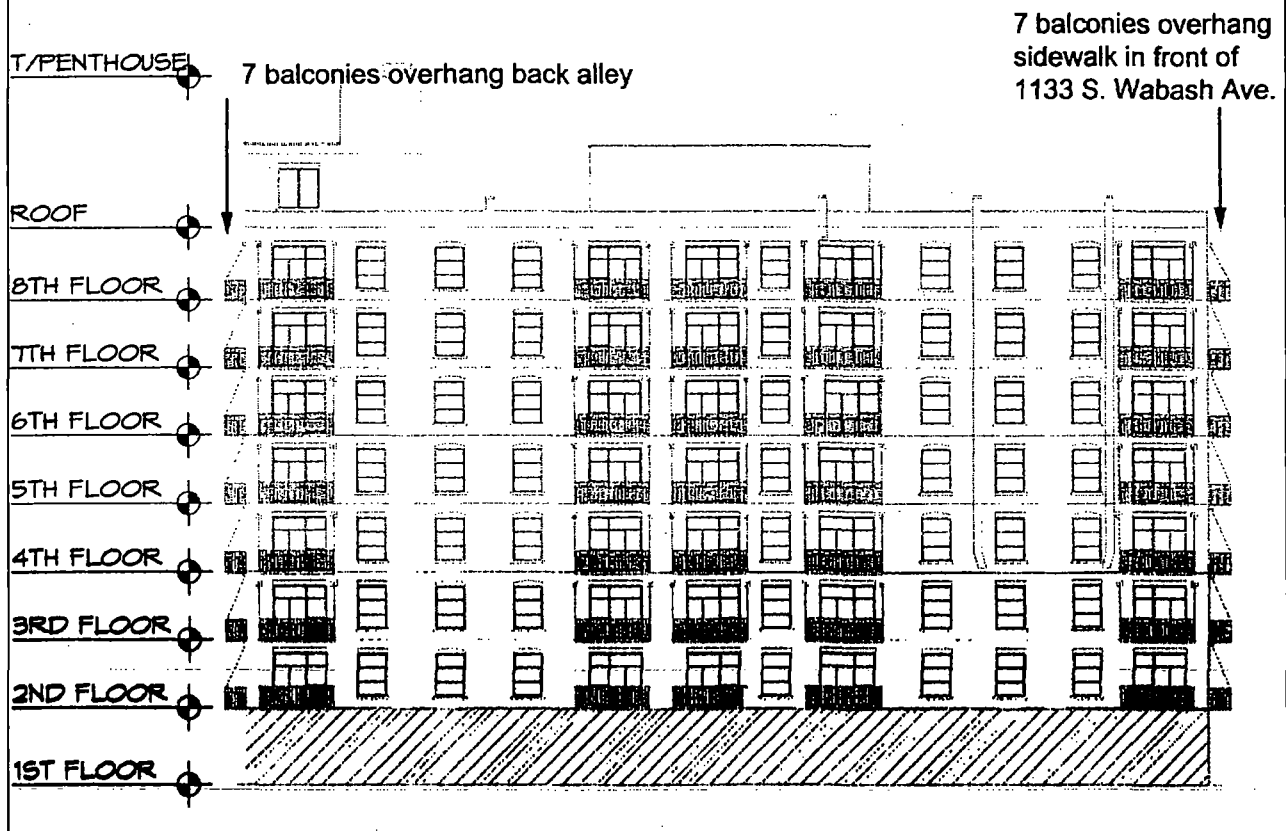 7 balconies overhang
sidewalk in front of
1133 S. Wabash Ave.
T/PENTHOUSE
7 balconies overhang back alley
ROOF
8TH FLOOR
7TH FLOOR
6TH FLOOR
5TH FLOOR
4TH FLOOR
3RD FLOOR
2ND FLOOR
1ST FLOOR